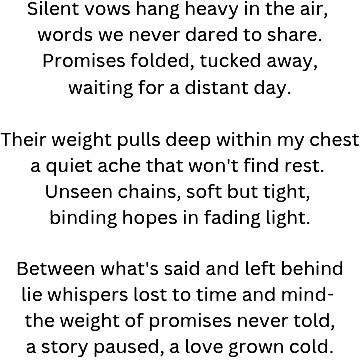 Silent vows hang heavy in the air,
words we never dared to share.
Promises folded, tucked away,
waiting for a distant day.

Their weight pulls deep within my chest
a quiet ache that won't find rest.
Unseen chains, soft but tight,
binding hopes in fading light.

Between what's said and left behind
lie whispers lost to time and mind-
the weight of promises never told,
a story paused, a love grown cold.